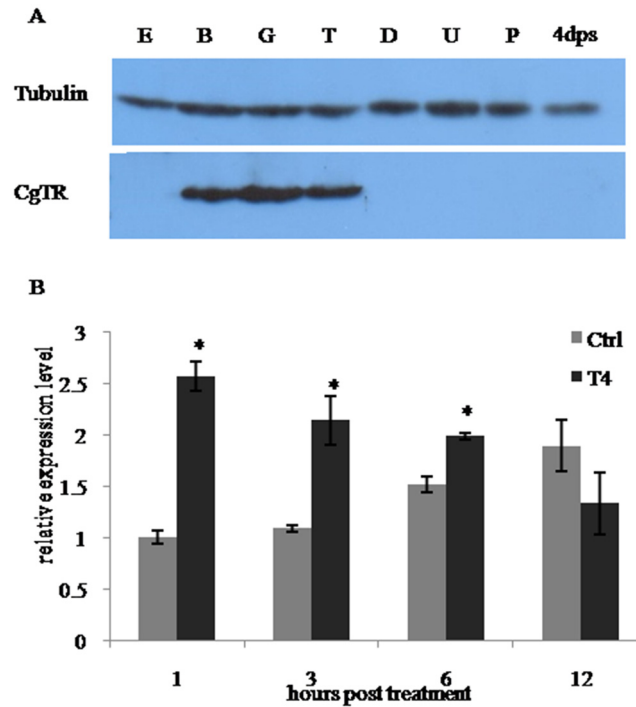 A
E B G T D U P 4dps
Tubulin
CgTR
B
relative expression level
3
2.5
2
1.5
1
0.5
0
* * *
Ctrl
T4
1 3 6 12
hours post treatment